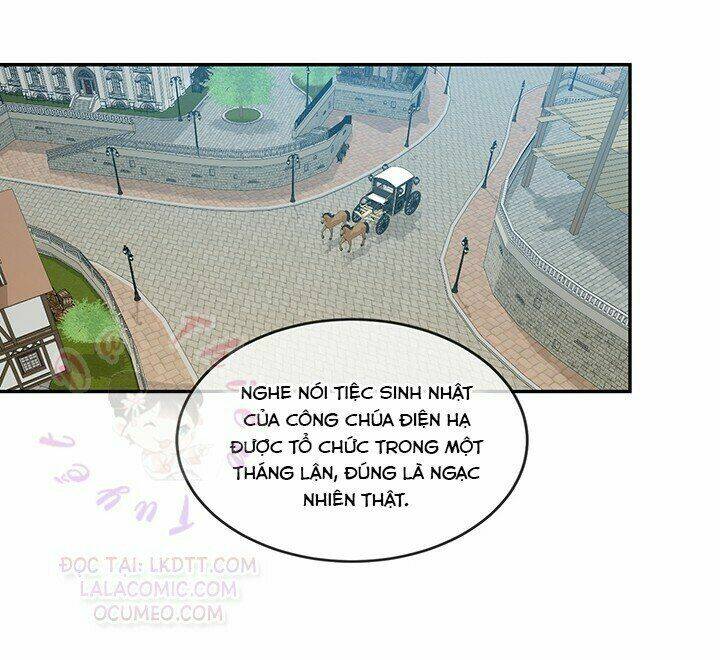 NGHE NÓI TIỆC SINH NHẬT
CỦA CÔNG CHÚA ĐIỆN HẠ
ĐƯỢC TỔ CHỨC TRONG MỘT
THÁNG LẬN, ĐÚNG LÀ NGẠC
NHIÊN THẬT.
ĐỌC TẠI: LKDTT.COM
LALACOMIC.COM
OCUMEO.COM